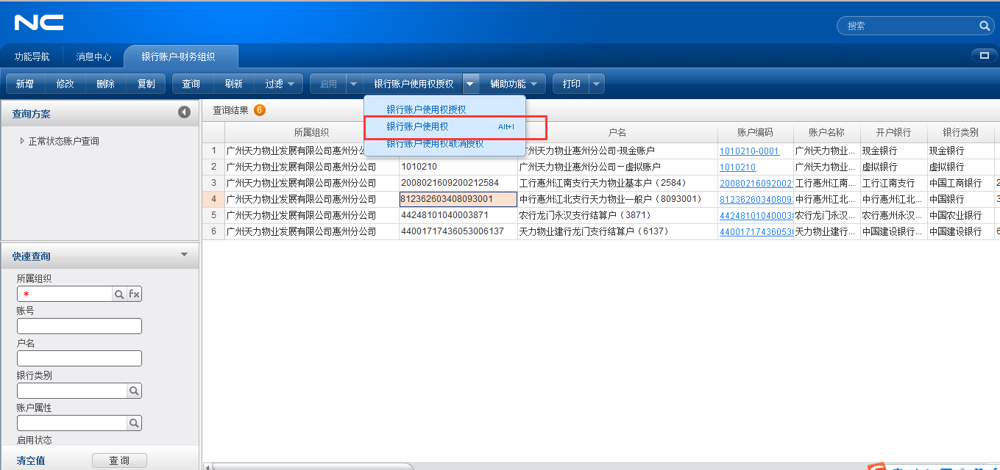 NC
搜索
功能导航 消息中心 银行账户-财务组织
新增 修改 删除 复制 查询 刷新 过滤 启用 银行账户使用权授权 辅助功能 打印
查询方案
正常状态账户查询
查询结果 6
银行账户使用权授权
银行账户使用权 Alt+I
银行账户使用权取消授权
所属组织 户名 账户编码 账户名称 开户银行 银行类别
1 广州天力物业发展有限公司惠州分公 广州天力物业惠州分公司-现金账户 1010210-0001 广州天力物业... 现金银行 现金银行
2 广州天力物业发展有限公司惠州分公司 1010210 广州天力物业惠州分公司－虚拟账户 1010210 广州天力物业... 虚拟银行 虚拟银行
3 广州天力物业发展有限公司惠州分公司 2008021609200212584 工行惠州江南支行天力物业基本户（2584） 20080216092002 工行惠州江南... 工行江南支行 中国工商银行
4 广州天力物业发展有限公司惠州分公司 812362603408093001 中行惠州江北支行天力物业一般户（8093001） 812362603408093 中行惠州江北... 中行惠州江北... 中国银行
5 广州天力物业发展有限公司惠州分公司 44248101040003871 农行龙门永汉支行结算户（3871） 44248101040003 农行龙门永汉... 农行惠州永汉... 中国农业银行
6 广州天力物业发展有限公司惠州分公司 44001717436053006137 天力物业建行龙门支行结算户（6137） 44001717436053 天力物业建行... 中国建设银行... 中国建设银行
快速查询
所属组织
* fx
账号
户名
银行类别
账户属性
启用状态
清空值 查询